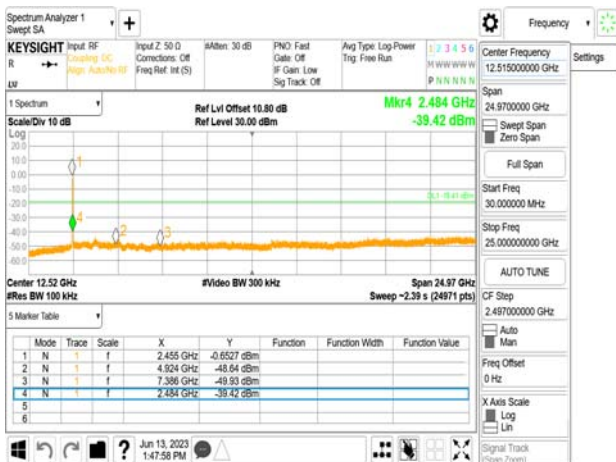 Spectrum Analyzer 1
Swept SA
Frequency
KEYSIGHT
Input: RF
Coupling: DC
Align: Auto/No RF
Input Z: 50 Ω
Corrections: Off
Freq Ref: Int (S)
#Atten: 30 dB
PNO: Fast
Gate: Off
IF Gain: Low
Sig Track: Off
Avg Type: Log-Power
Trig: Free Run
1 2 3 4 5 6
M W W W W W
P N N N N N
R
1 Spectrum
Scale/Div 10 dB
Ref Lvl Offset 10.80 dB
Ref Level 30.00 dBm
Mkr4 2.484 GHz
-39.42 dBm
Log
20.0
10.0
0.00
-10.0
-20.0
-30.0
-40.0
-50.0
-60.0
1
2
3
4
Center 12.52 GHz
#Video BW 300 kHz
Span 24.97 GHz
#Res BW 100 kHz
Sweep ~2.39 s (24971 pts)
5 Marker Table
Mode Trace Scale X Y Function Function Width Function Value
1 N 1 f 2.455 GHz -0.6527 dBm
2 N 1 f 4.924 GHz -48.64 dBm
3 N 1 f 7.386 GHz -49.93 dBm
4 N 1 f 2.484 GHz -39.42 dBm
5
6
Jun 13, 2023
1:47:58 PM
Center Frequency
12.515000000 GHz
Settings
Span
24.9700000 GHz
Swept Span
Zero Span
Full Span
Start Freq
30.000000 MHz
Stop Freq
25.000000000 GHz
AUTO TUNE
CF Step
2.497000000 GHz
Auto
Man
Freq Offset
0 Hz
X Axis Scale
Log
Lin
Signal Track
(Span Zoom)